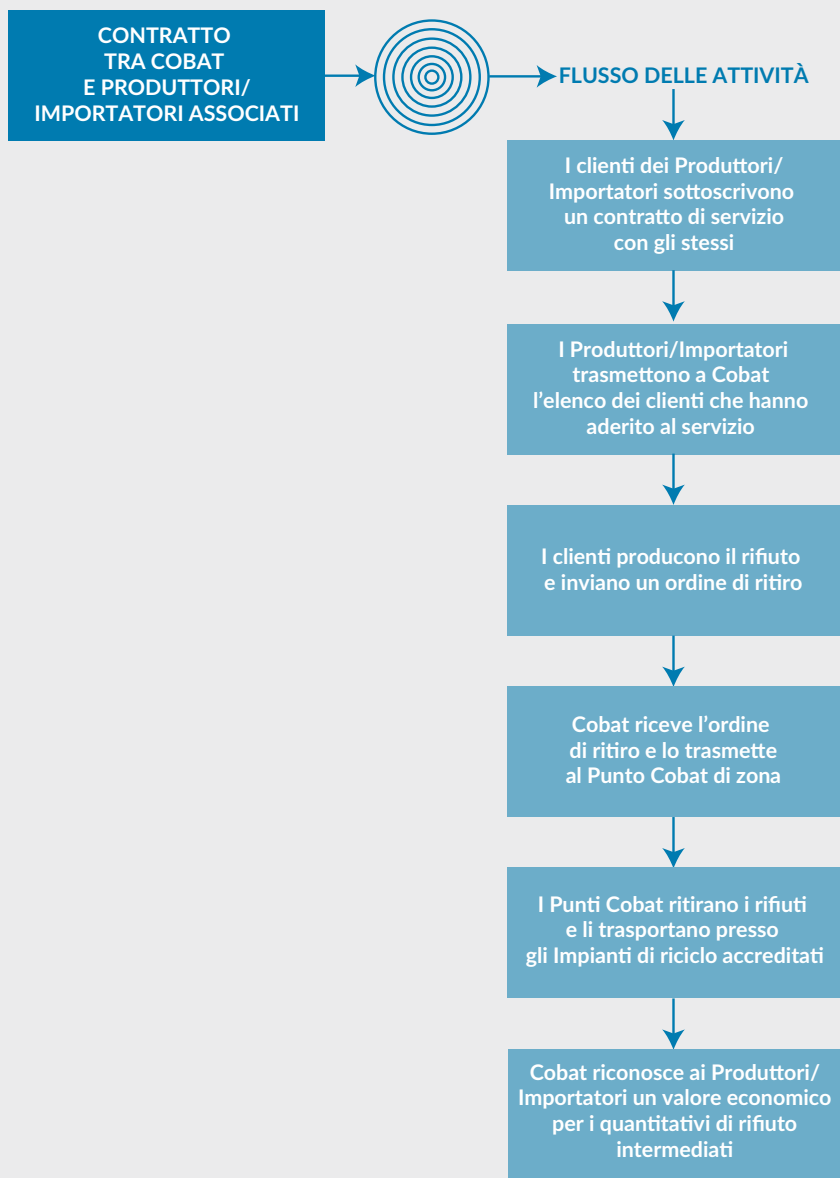 CONTRATTO
TRA COBAT
E PRODUTTORI/
IMPORTATORI ASSOCIATI
FLUSSO DELLE ATTIVITÀ
I clienti dei Produttori/
Importatori sottoscrivono
un contratto di servizio
con gli stessi
I Produttori/Importatori
trasmettono a Cobat
l’elenco dei clienti che hanno
aderito al servizio
I clienti producono il rifiuto
e inviano un ordine di ritiro
Cobat riceve l’ordine
di ritiro e lo trasmette
al Punto Cobat di zona
I Punti Cobat ritirano i rifiuti
e li trasportano presso
gli Impianti di riciclo accreditati
Cobat riconosce ai Produttori/
Importatori un valore economico
per i quantitativi di rifiuto
intermediati